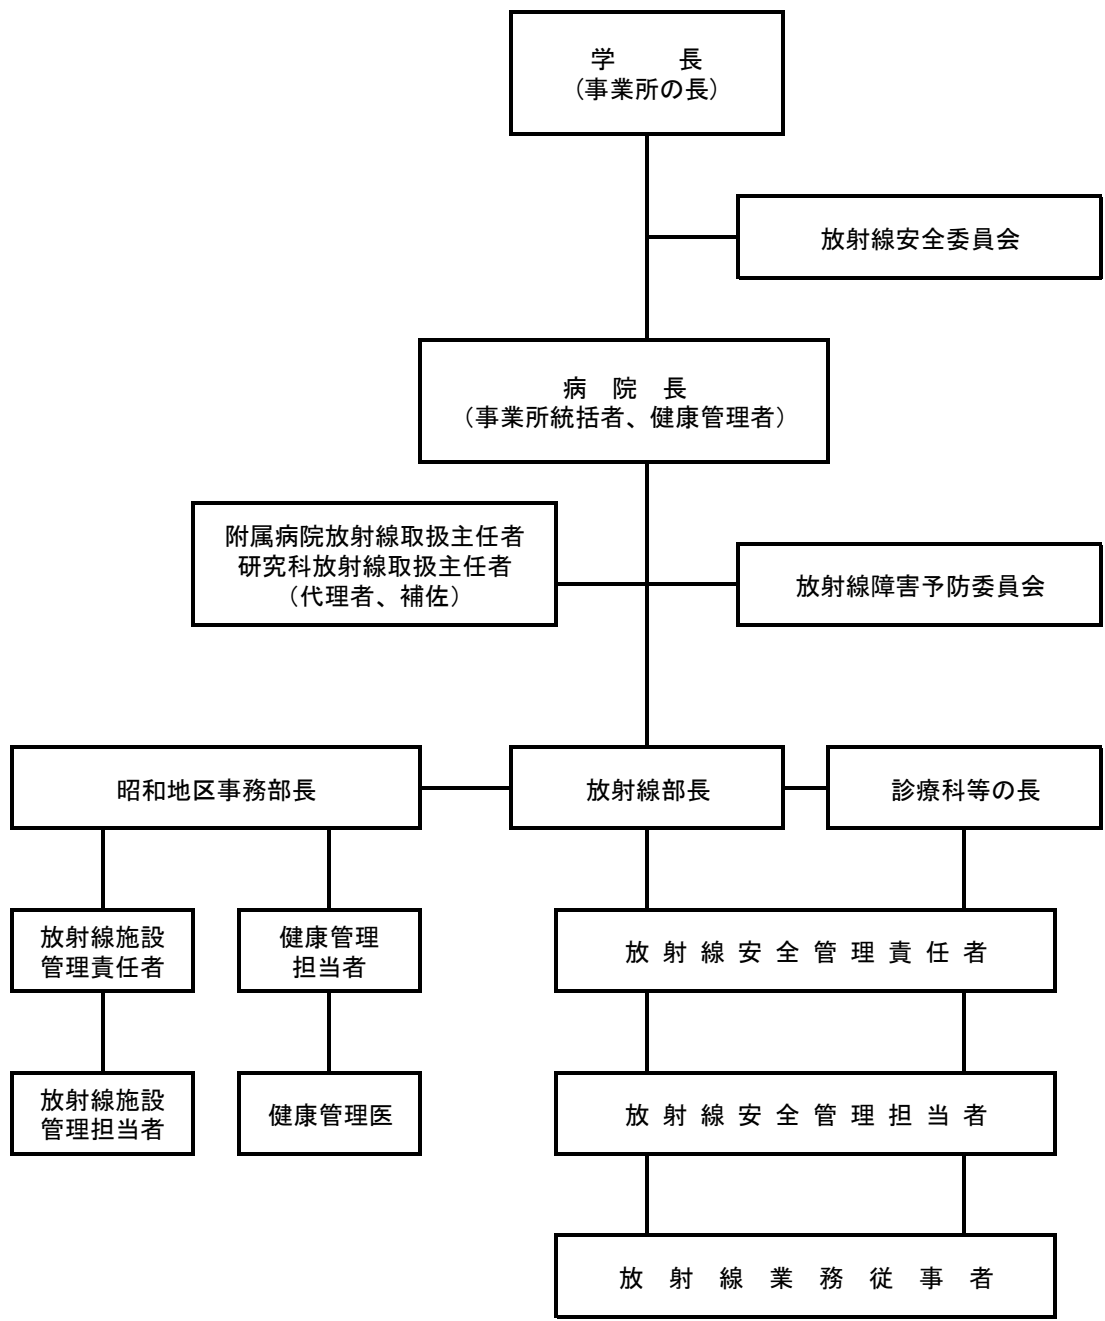 学　　長
（事業所の長）
放射線安全委員会
病　院　長
（事業所統括者、健康管理者）
附属病院放射線取扱主任者
研究科放射線取扱主任者
（代理者、補佐）
放射線障害予防委員会
昭和地区事務部長
放射線部長
診療科等の長
放射線施設
管理責任者
健康管理
担当者
放射線安全管理責任者
放射線施設
管理担当者
健康管理医
放射線安全管理担当者
放射線業務従事者